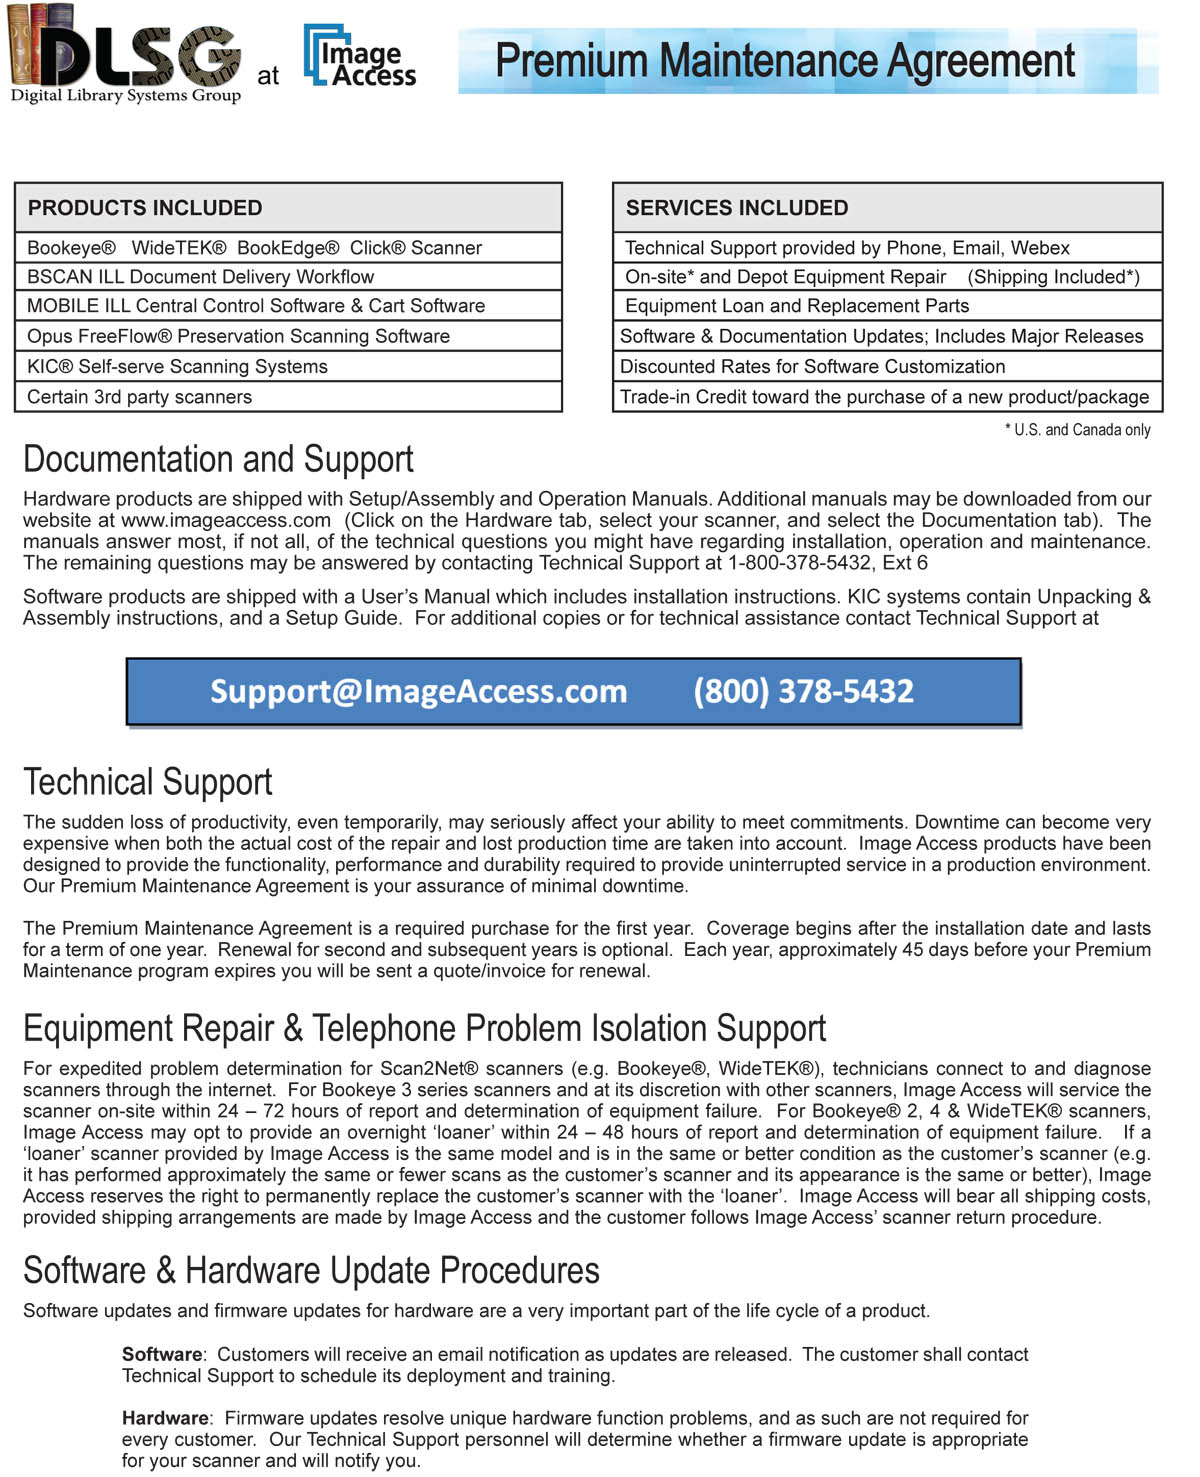 DLSG
Digital Library Systems Group
at
Image
Access
Premium Maintenance Agreement
PRODUCTS INCLUDED
Bookeye® WideTEK® BookEdge® Click® Scanner
BSCAN ILL Document Delivery Workflow
MOBILE ILL Central Control Software & Cart Software
Opus FreeFlow® Preservation Scanning Software
KIC® Self-serve Scanning Systems
Certain 3rd party scanners
SERVICES INCLUDED
Technical Support provided by Phone, Email, Webex
On-site* and Depot Equipment Repair (Shipping Included*)
Equipment Loan and Replacement Parts
Software & Documentation Updates; Includes Major Releases
Discounted Rates for Software Customization
Trade-in Credit toward the purchase of a new product/package
* U.S. and Canada only
Documentation and Support
Hardware products are shipped with Setup/Assembly and Operation Manuals. Additional manuals may be downloaded from our
website at www.imageaccess.com (Click on the Hardware tab, select your scanner, and select the Documentation tab). The
manuals answer most, if not all, of the technical questions you might have regarding installation, operation and maintenance.
The remaining questions may be answered by contacting Technical Support at 1-800-378-5432, Ext 6
Software products are shipped with a User's Manual which includes installation instructions. KIC systems contain Unpacking &
Assembly instructions, and a Setup Guide. For additional copies or for technical assistance contact Technical Support at
Support@ImageAccess.com (800) 378-5432
Technical Support
The sudden loss of productivity, even temporarily, may seriously affect your ability to meet commitments. Downtime can become very
expensive when both the actual cost of the repair and lost production time are taken into account. Image Access products have been
designed to provide the functionality, performance and durability required to provide uninterrupted service in a production environment.
Our Premium Maintenance Agreement is your assurance of minimal downtime.
The Premium Maintenance Agreement is a required purchase for the first year. Coverage begins after the installation date and lasts
for a term of one year. Renewal for second and subsequent years is optional. Each year, approximately 45 days before your Premium
Maintenance program expires you will be sent a quote/invoice for renewal.
Equipment Repair & Telephone Problem Isolation Support
For expedited problem determination for Scan2Net® scanners (e.g. Bookeye®, WideTEK®), technicians connect to and diagnose
scanners through the internet. For Bookeye 3 series scanners and at its discretion with other scanners, Image Access will service the
scanner on-site within 24 – 72 hours of report and determination of equipment failure. For Bookeye® 2, 4 & WideTEK® scanners,
Image Access may opt to provide an overnight 'loaner' within 24 – 48 hours of report and determination of equipment failure. If a
'loaner' scanner provided by Image Access is the same model and is in the same or better condition as the customer's scanner (e.g.
it has performed approximately the same or fewer scans as the customer's scanner and its appearance is the same or better), Image
Access reserves the right to permanently replace the customer's scanner with the 'loaner'. Image Access will bear all shipping costs,
provided shipping arrangements are made by Image Access and the customer follows Image Access' scanner return procedure.
Software & Hardware Update Procedures
Software updates and firmware updates for hardware are a very important part of the life cycle of a product.
Software: Customers will receive an email notification as updates are released. The customer shall contact
Technical Support to schedule its deployment and training.
Hardware: Firmware updates resolve unique hardware function problems, and as such are not required for
every customer. Our Technical Support personnel will determine whether a firmware update is appropriate
for your scanner and will notify you.